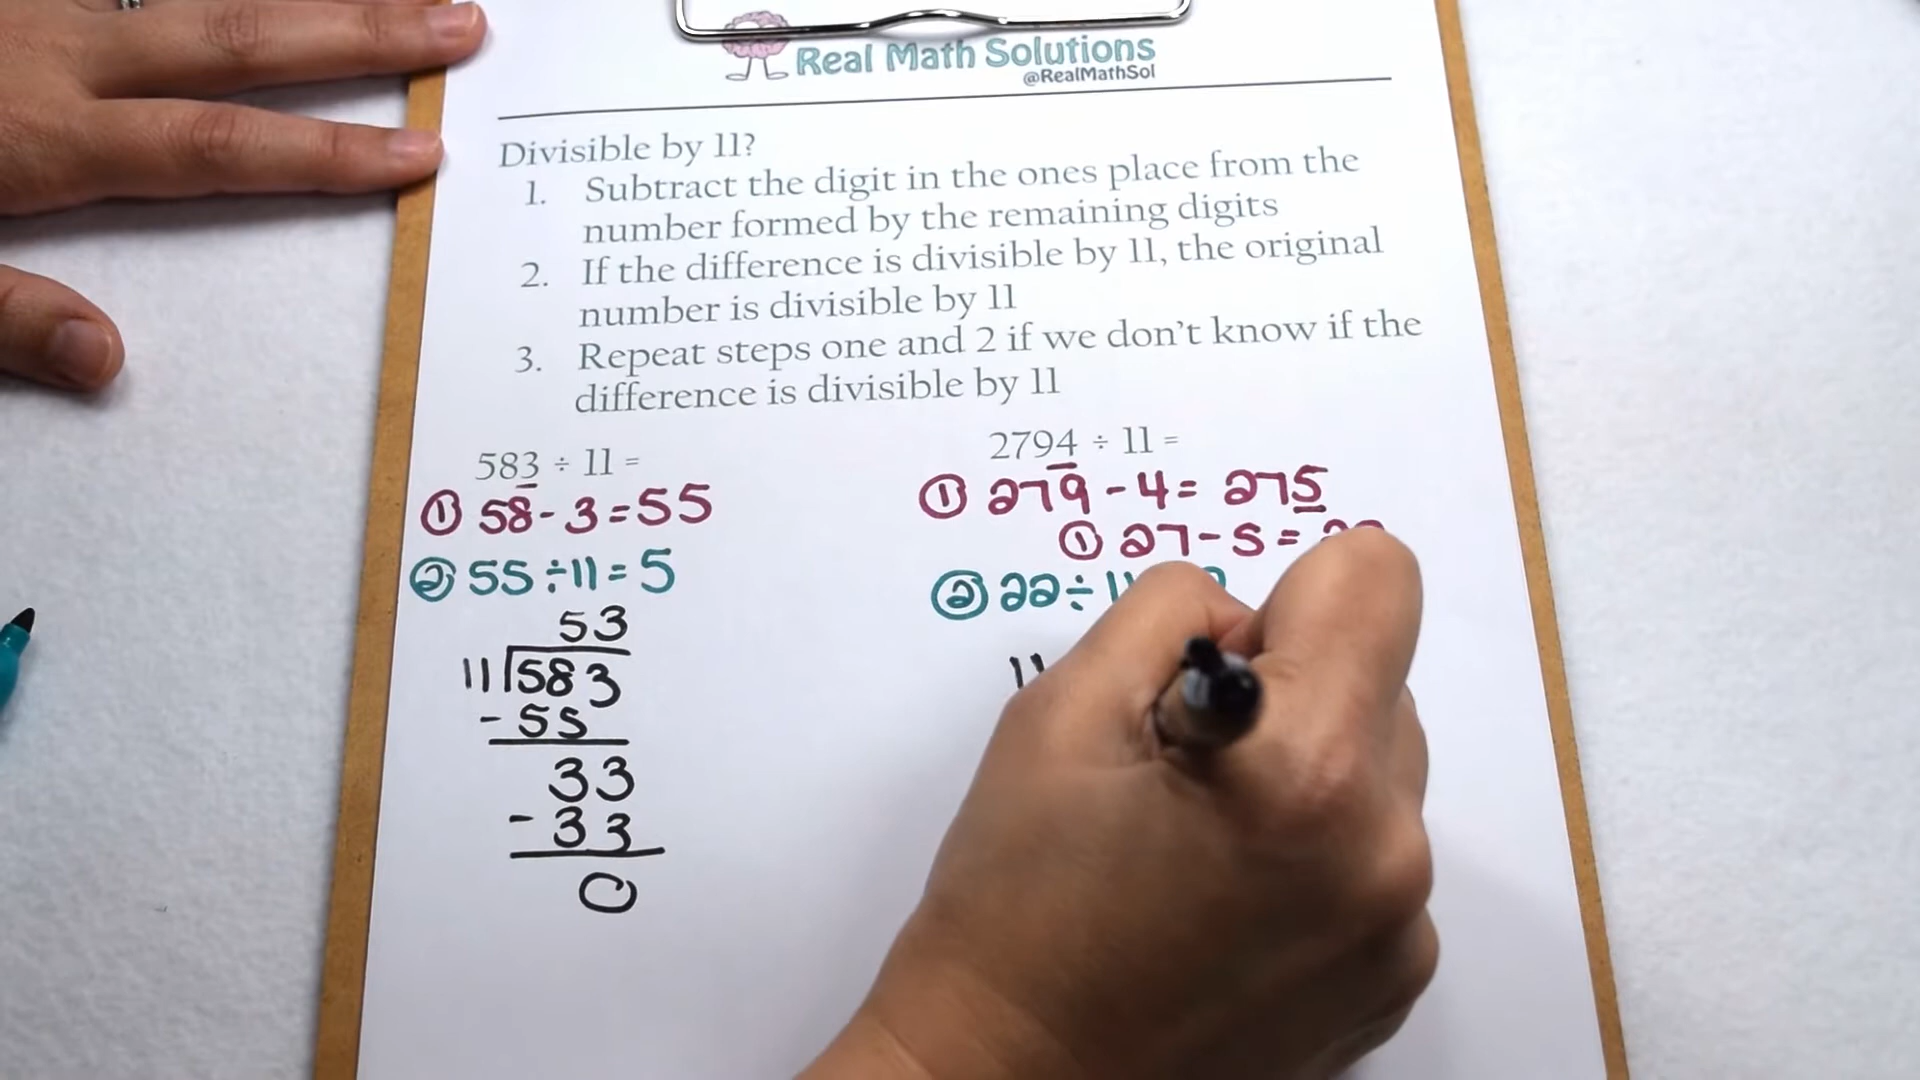 Real Math Solutions
@RealMathSol
Divisible by 11?
1. Subtract the digit in the ones place from the
number formed by the remaining digits
2. If the difference is divisible by 11, the original
number is divisible by 11
3. Repeat steps one and 2 if we don't know if the
difference is divisible by 11
583 ÷ 11 =
① 58 - 3 = 55
② 55 ÷ 11 = 5
53
11 583
- 55
33
- 33
0
2794 ÷ 11 =
① 279 - 4 = 275
① 27 - 5 =
② 22 ÷
11